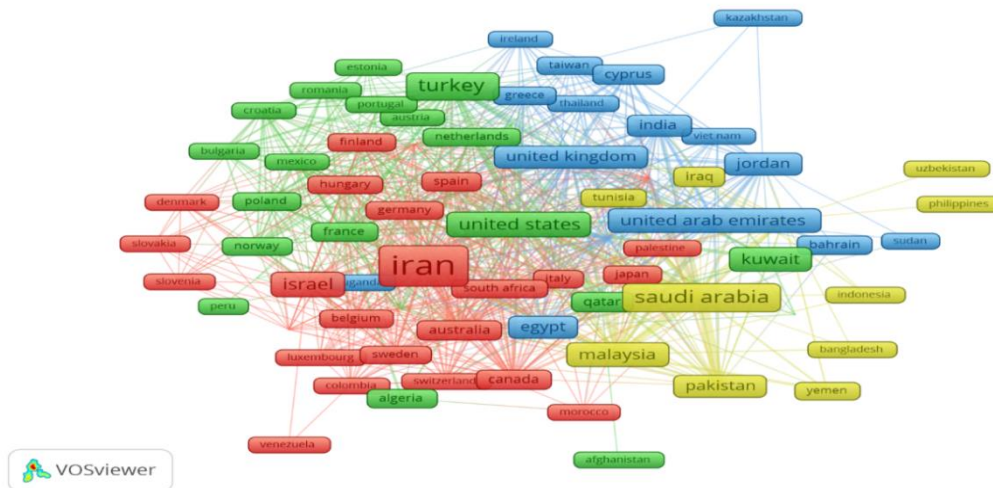 kazakhstan
ireland
taiwan
cyprus
estonia
turkey
romania
greece
thailand
portugal
croatia
austria
india
viet nam
netherlands
finland
bulgaria
mexico
united kingdom
jordan
iraq
uzbekistan
hungary
spain
tunisia
poland
denmark
germany
philippines
united states
united arab emirates
france
slovakia
norway
palestine
bahrain
sudan
kuwait
iran
italy
japan
slovenia
israel
uganda
south africa
saudi arabia
indonesia
qatar
peru
belgium
australia
egypt
bangladesh
luxembourg
sweden
malaysia
colombia
switzerland
canada
pakistan
yemen
algeria
morocco
venezuela
afghanistan
VOSviewer